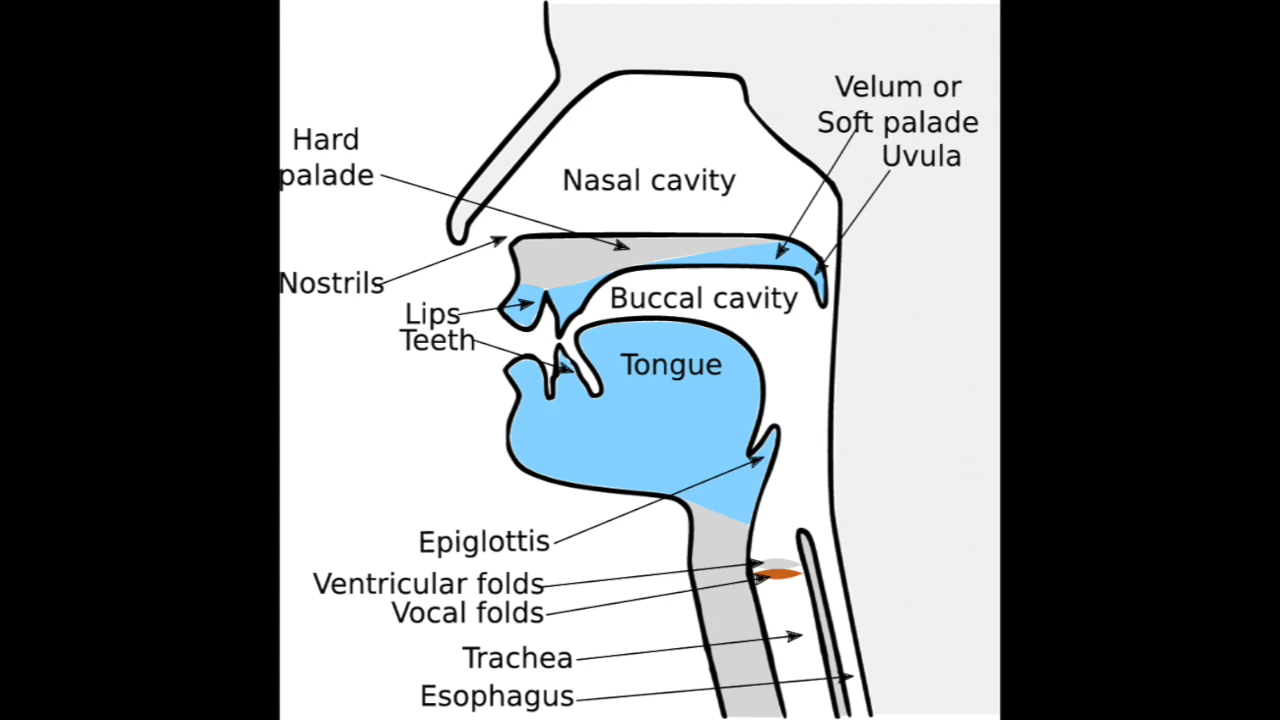 Velum or
Soft palade
Uvula
Hard
palade
Nasal cavity
Nostrils
Buccal cavity
Lips
Teeth
Tongue
Epiglottis
Ventricular folds
Vocal folds
Trachea
Esophagus